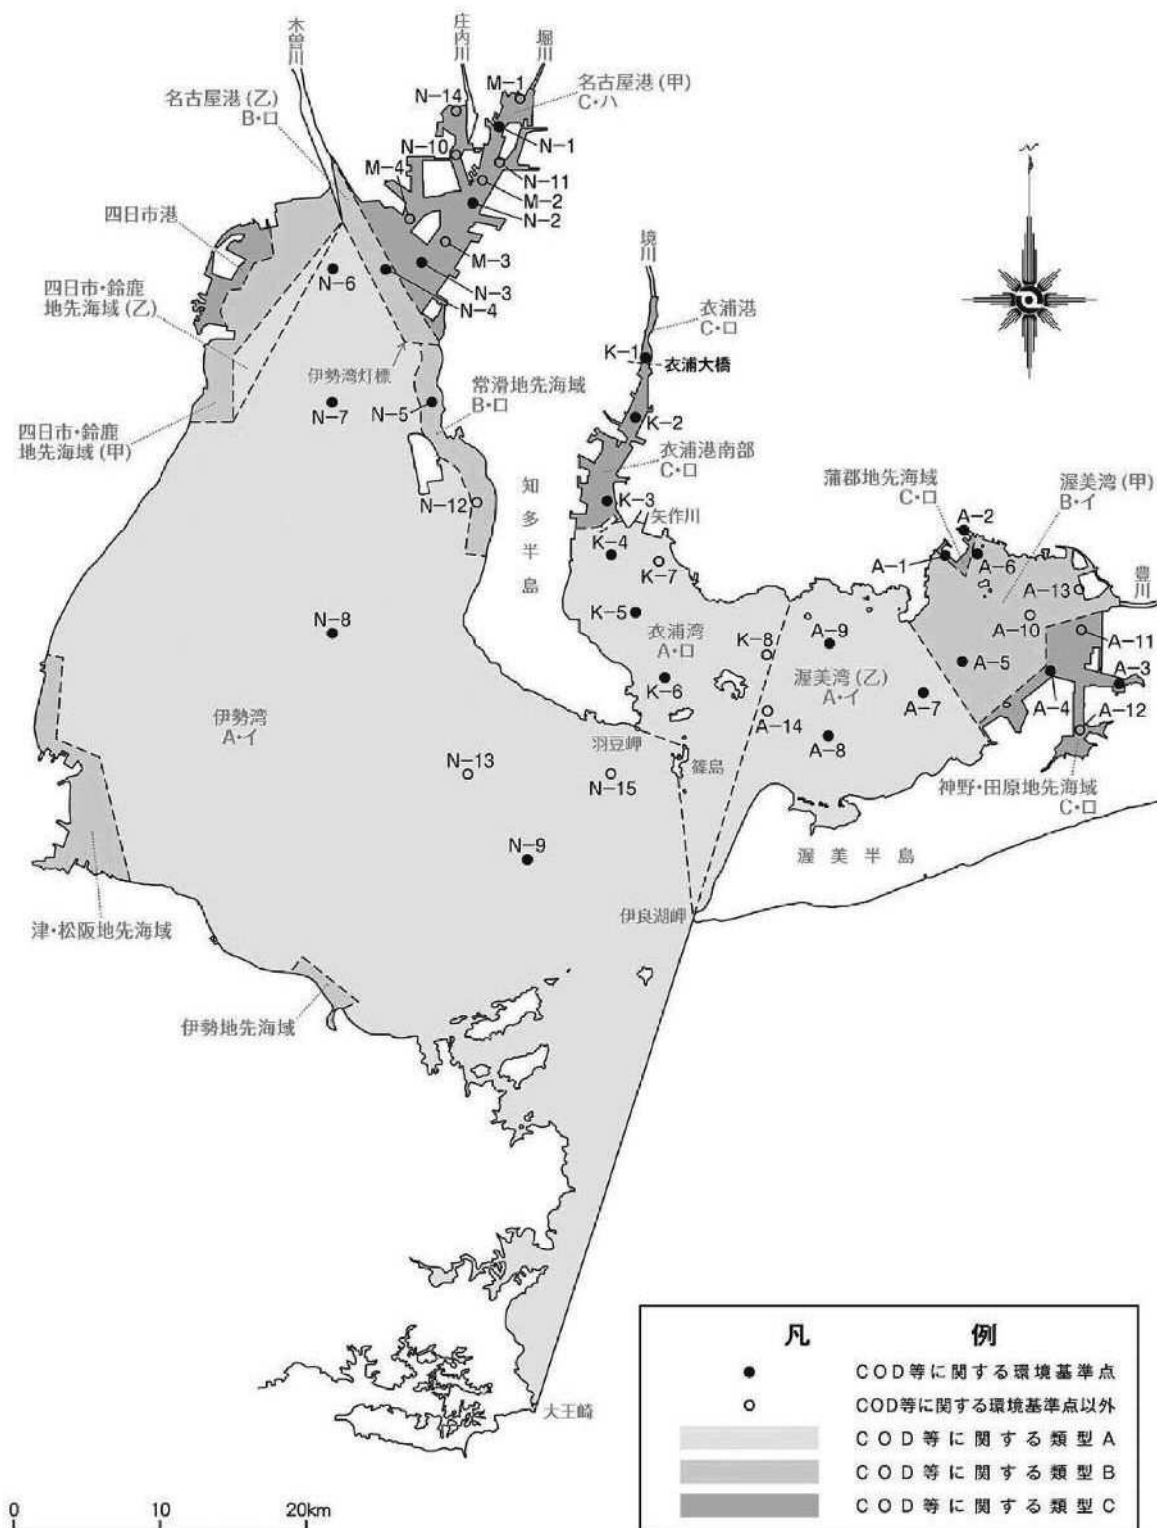 木曽川
庄内川
堀川
M-1
名古屋港(甲)
C・ハ
名古屋港(乙)
B・ロ
N-14
N-1
N-10
M-4
N-11
M-2
N-2
四日市港
M-3
境川
N-6
N-3
N-4
四日市・鈴鹿
地先海域(乙)
衣浦港
C・ロ
K-1
衣浦大橋
伊勢湾灯標
常滑地先海域
B・ロ
N-7
N-5
K-2
四日市・鈴鹿
地先海域(甲)
衣浦港南部
C・ロ
蒲郡地先海域
C・ロ
渥美湾(甲)
B・イ
知多半島
N-12
K-3
矢作川
A-2
K-4
K-7
A-1
A-6
豊川
A-13
K-5
A-10
N-8
衣浦湾
A・ロ
K-8
A-9
A-11
A-5
A-3
K-6
渥美湾(乙)
A・イ
A-7
A-4
伊勢湾
A・イ
A-14
A-12
羽豆岬
A-8
篠島
N-13
N-15
神野・田原地先海域
C・ロ
N-9
渥美半島
伊良湖岬
津・松阪地先海域
伊勢地先海域
大王崎
凡例
COD等に関する環境基準点
COD等に関する環境基準点以外
COD等に関する類型A
COD等に関する類型B
COD等に関する類型C
0 10 20km